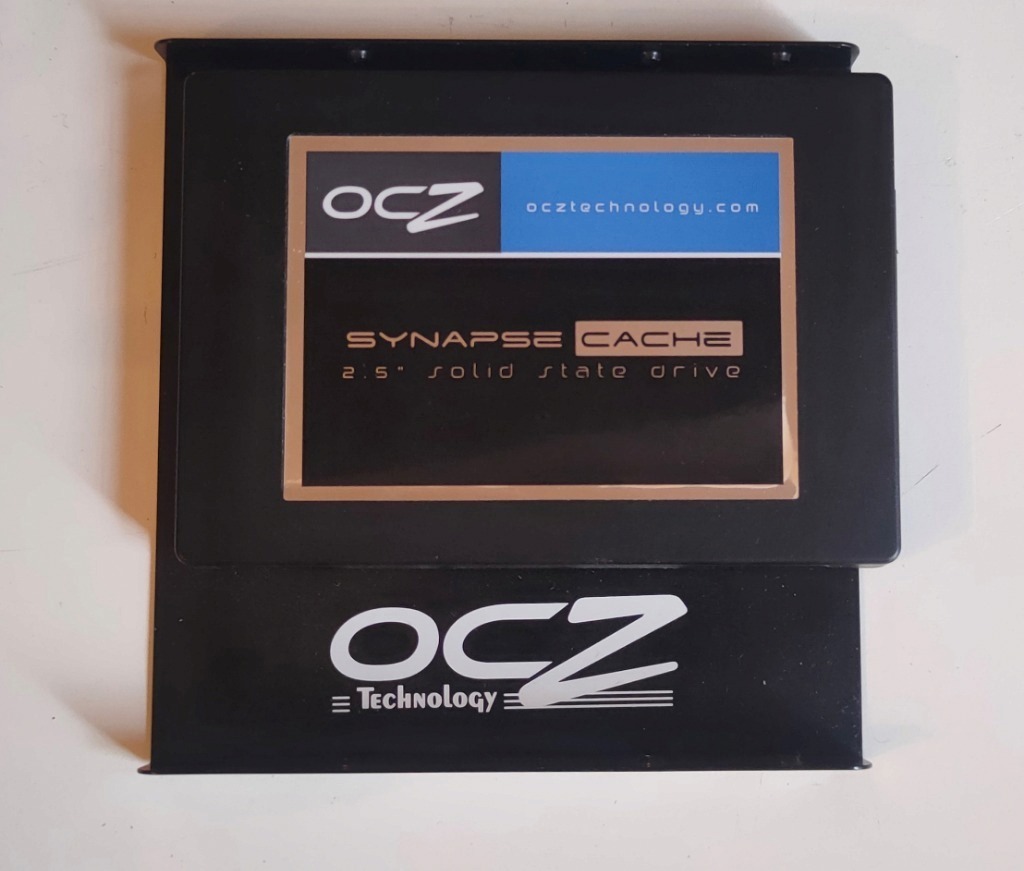 OCZ
ocztechnology.com
SYNAPSE CACHE
2.5" solid state drive
OCZ
Technology